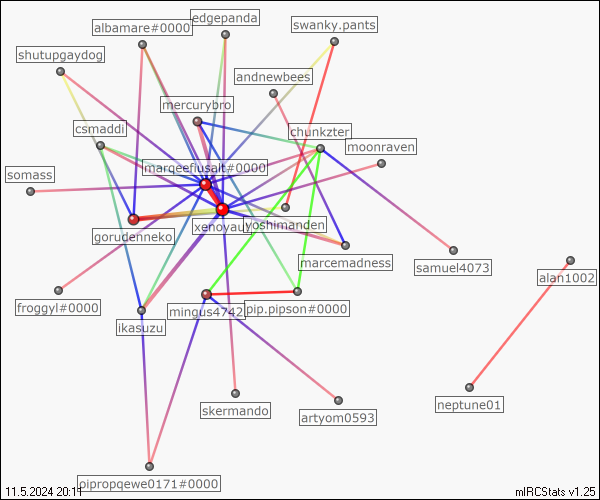 edgepanda
albamare#0000
swanky.pants
shutupgaydog
andnewbees
mercurybro
csmaddi
chunkzter
moonraven
marqeeflusalt#0000
somass
xenoyau
yoshimanden
gorudenneko
marcemadness
samuel4073
alan1002
froggyl#0000
mingus4742
pip.pipson#0000
ikasuzu
neptune01
skermando
artyom0593
pipropqewe0171#0000
11.5.2024 20:11
mIRCStats v1.25